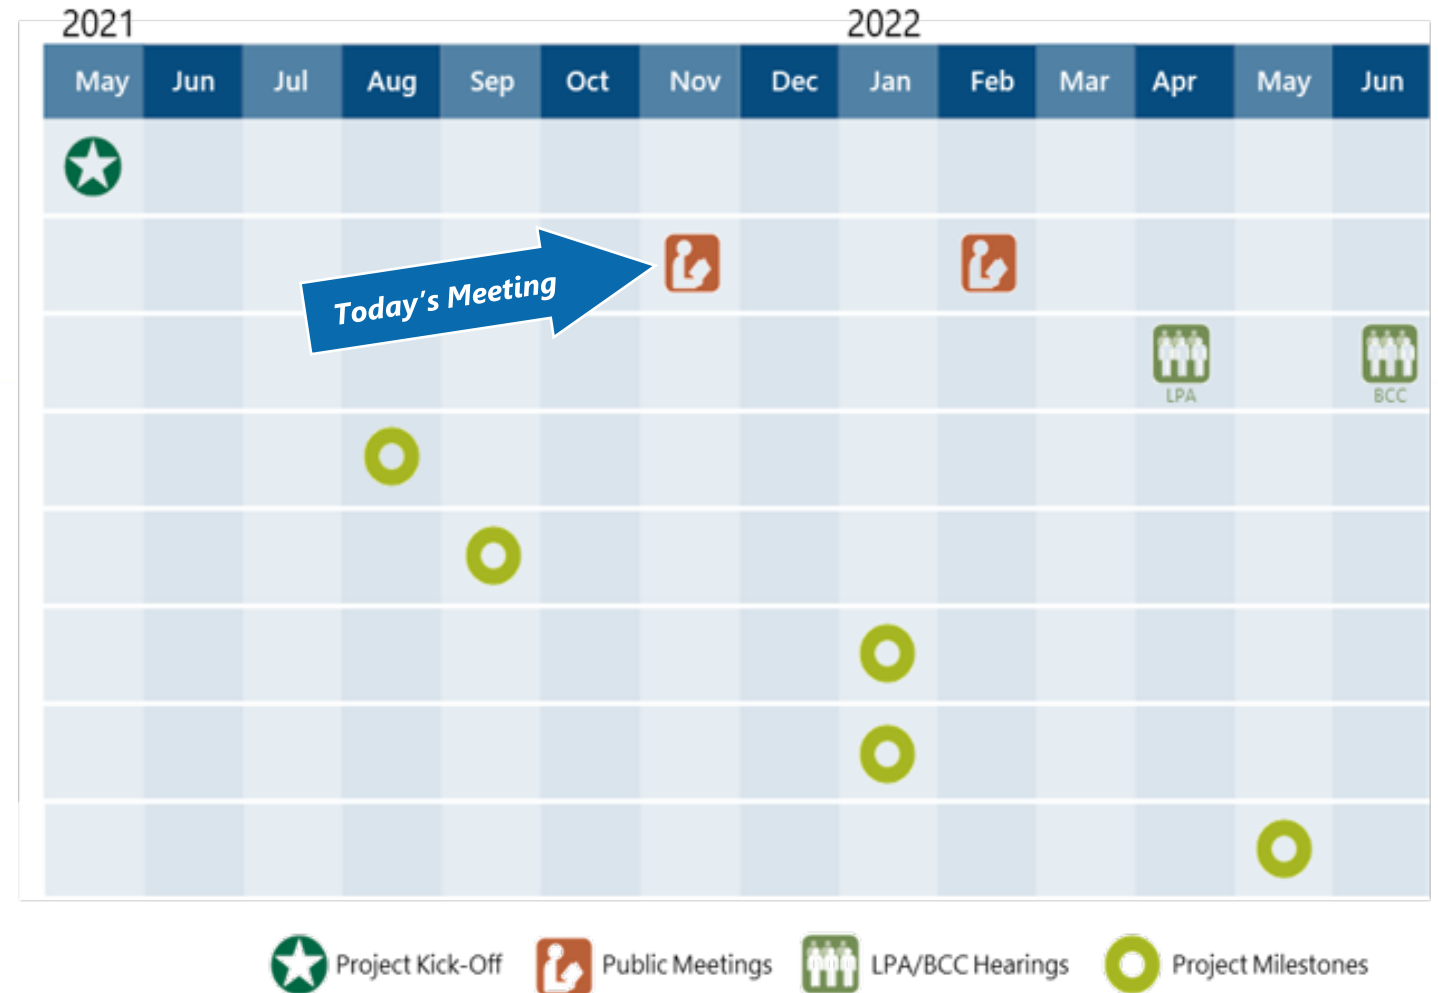 2021 2022
May Jun Jul Aug Sep Oct Nov Dec Jan Feb Mar Apr May Jun
Today's Meeting
LPA BCC
Project Kick-Off Public Meetings LPA/BCC Hearings Project Milestones